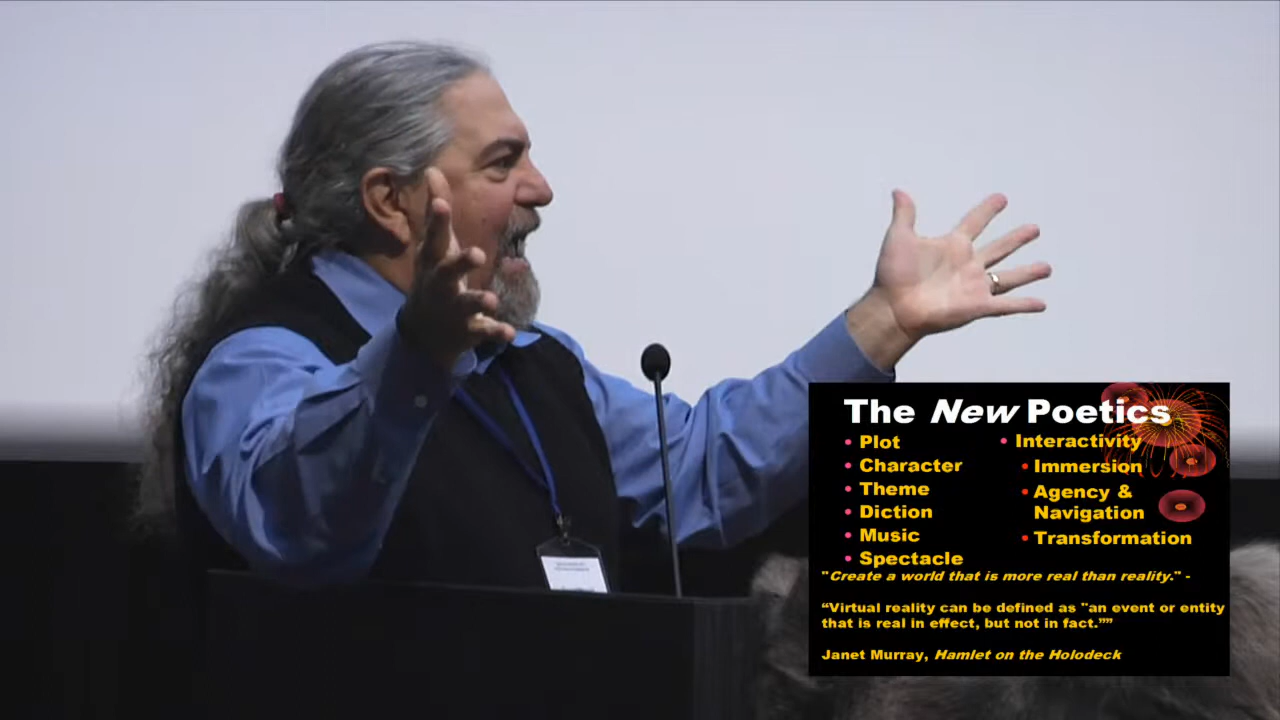 The New Poetics
• Plot
• Character
• Theme
• Diction
• Music
• Spectacle
• Interactivity
• Immersion
• Agency &
Navigation
• Transformation
"Create a world that is more real than reality." -
“Virtual reality can be defined as "an event or entity
that is real in effect, but not in fact.””
Janet Murray, Hamlet on the Holodeck